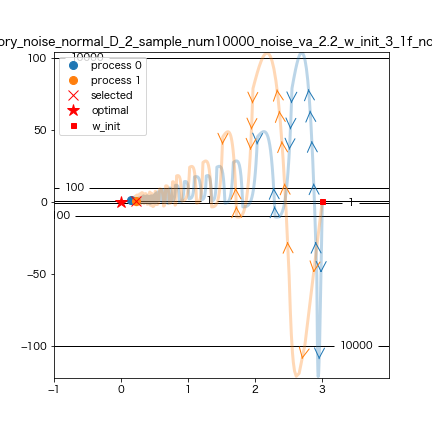 ory_noise_normal_D_2_sample_num10000_noise_va_2.2_w_init_3_1f_no
100
10000
process 0
process 1
selected
optimal
w_init
50
100
1
0
1
00
−50
−100
10000
−1
0
1
2
3